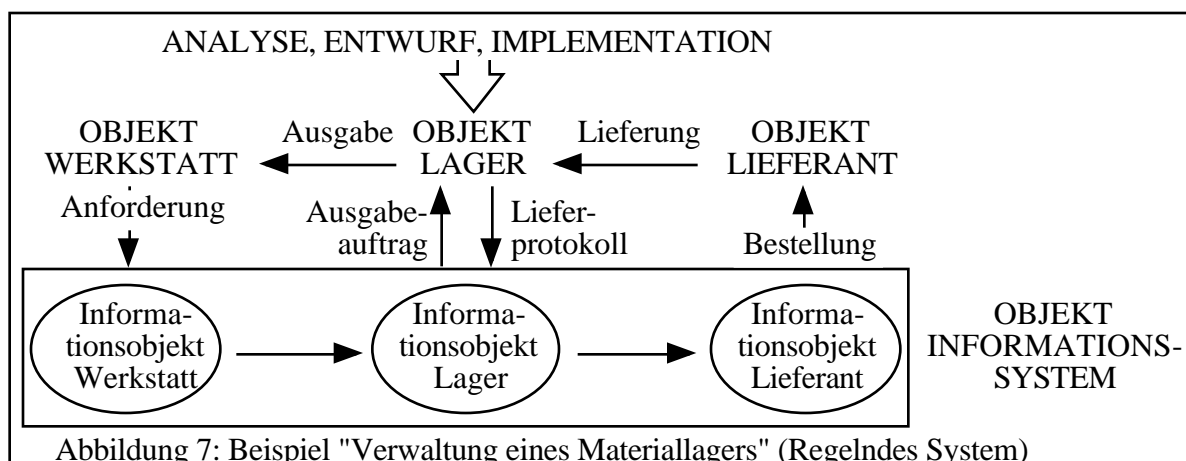 ANALYSE, ENTWURF, IMPLEMENTATION
OBJEKT
WERKSTATT
Ausgabe
OBJEKT
LAGER
Lieferung
OBJEKT
LIEFERANT
Anforderung
Ausgabe-
auftrag
Liefer-
protokoll
Bestellung
Informa-
tionsobjekt
Werkstatt
Informa-
tionsobjekt
Lager
Informa-
tionsobjekt
Lieferant
OBJEKT
INFORMATIONS-
SYSTEM
Abbildung 7: Beispiel "Verwaltung eines Materiallagers" (Regelndes System)